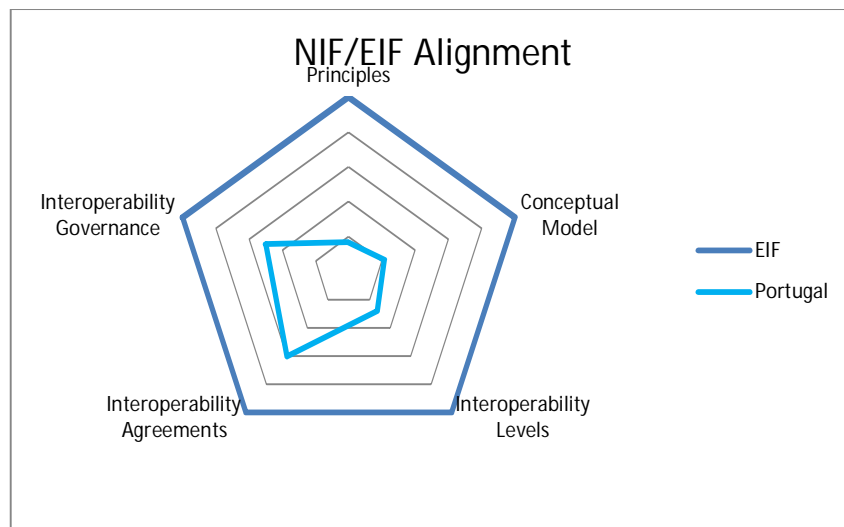 NIF/EIF Alignment
Principles
Interoperability
Governance
Conceptual
Model
EIF
Portugal
Interoperability
Agreements
Interoperability
Levels